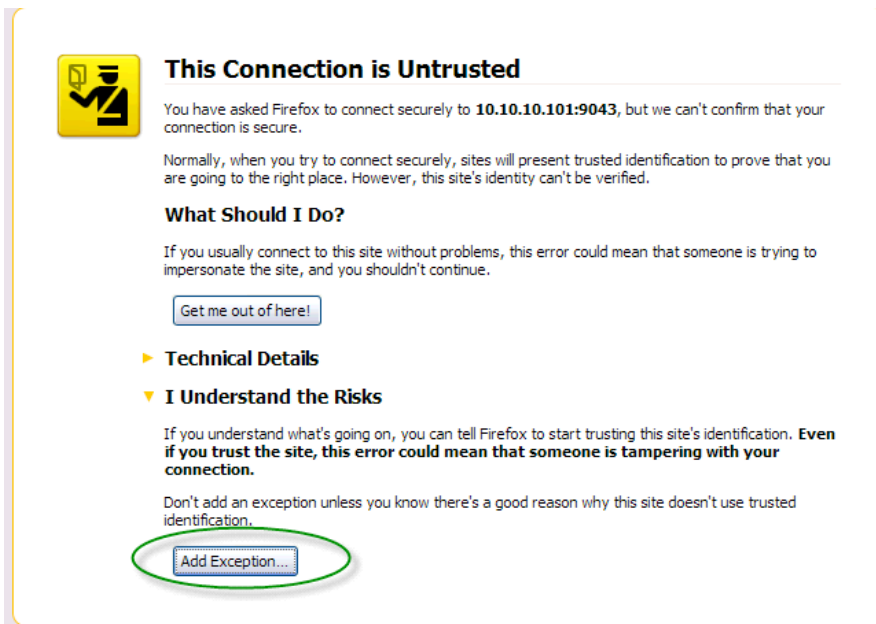 This Connection is Untrusted
You have asked Firefox to connect securely to 10.10.10.101:9043, but we can't confirm that your
connection is secure.
Normally, when you try to connect securely, sites will present trusted identification to prove that you
are going to the right place. However, this site's identity can't be verified.
What Should I Do?
If you usually connect to this site without problems, this error could mean that someone is trying to
impersonate the site, and you shouldn't continue.
Get me out of here!
Technical Details
I Understand the Risks
If you understand what's going on, you can tell Firefox to start trusting this site's identification. Even
if you trust the site, this error could mean that someone is tampering with your
connection.
Don't add an exception unless you know there's a good reason why this site doesn't use trusted
identification.
Add Exception...